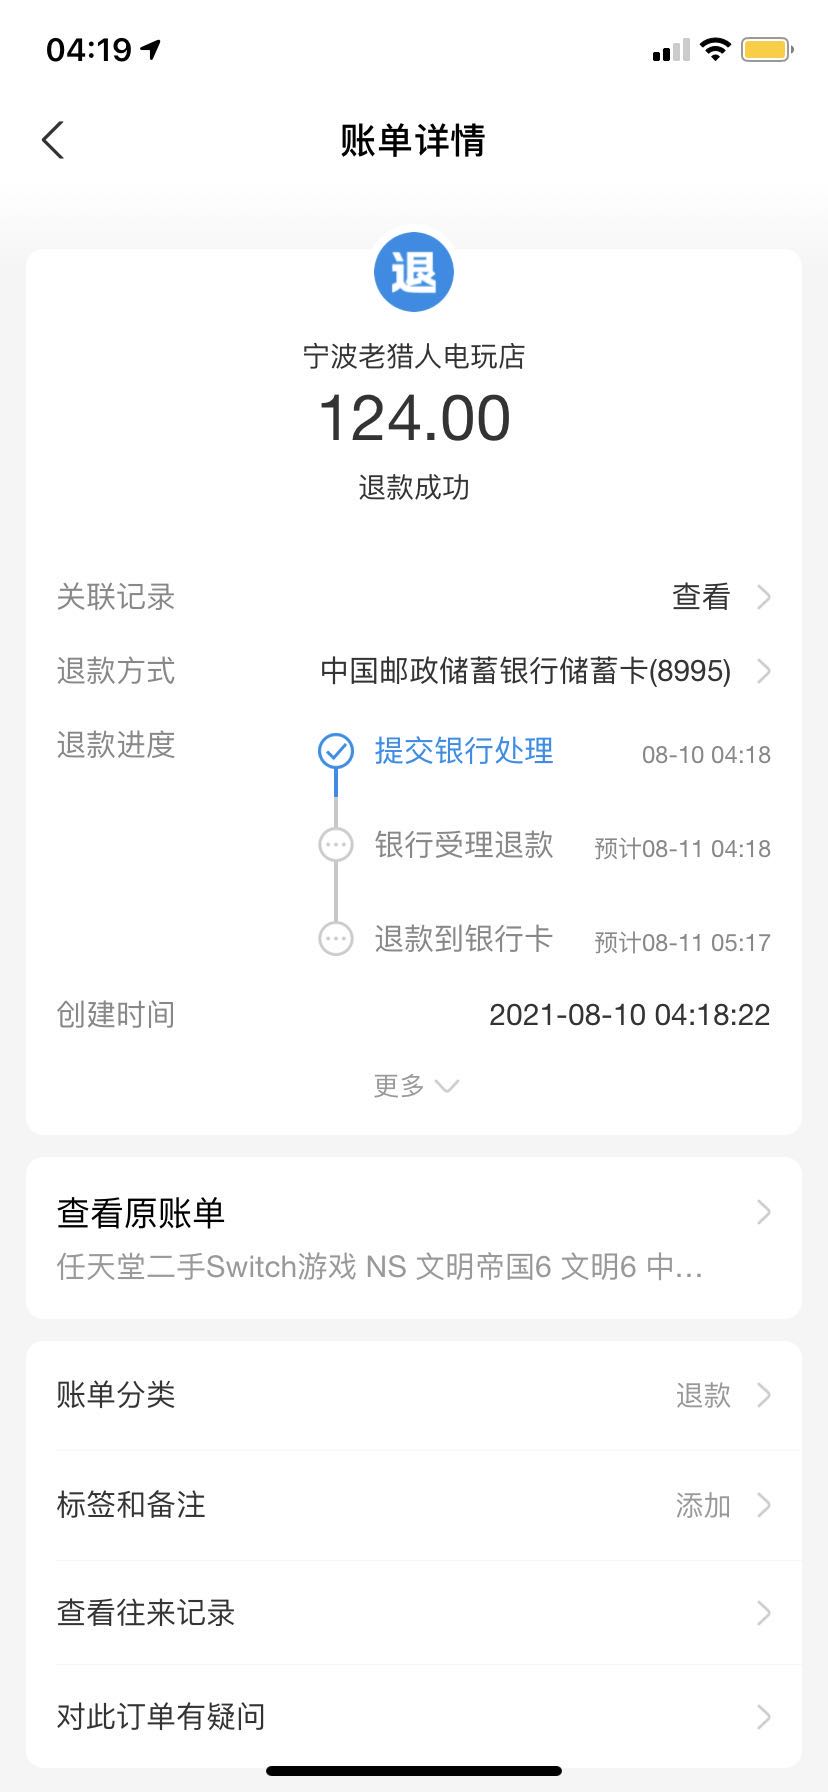 04:19
账单详情
退
宁波老猎人电玩店
124.00
退款成功
关联记录 查看
退款方式 中国邮政储蓄银行储蓄卡(8995)
退款进度 提交银行处理 08-10 04:18
银行受理退款 预计08-11 04:18
退款到银行卡 预计08-11 05:17
创建时间 2021-08-10 04:18:22
更多
查看原账单
任天堂二手Switch游戏 NS 文明帝国6 文明6 中...
账单分类 退款
标签和备注 添加
查看往来记录
对此订单有疑问